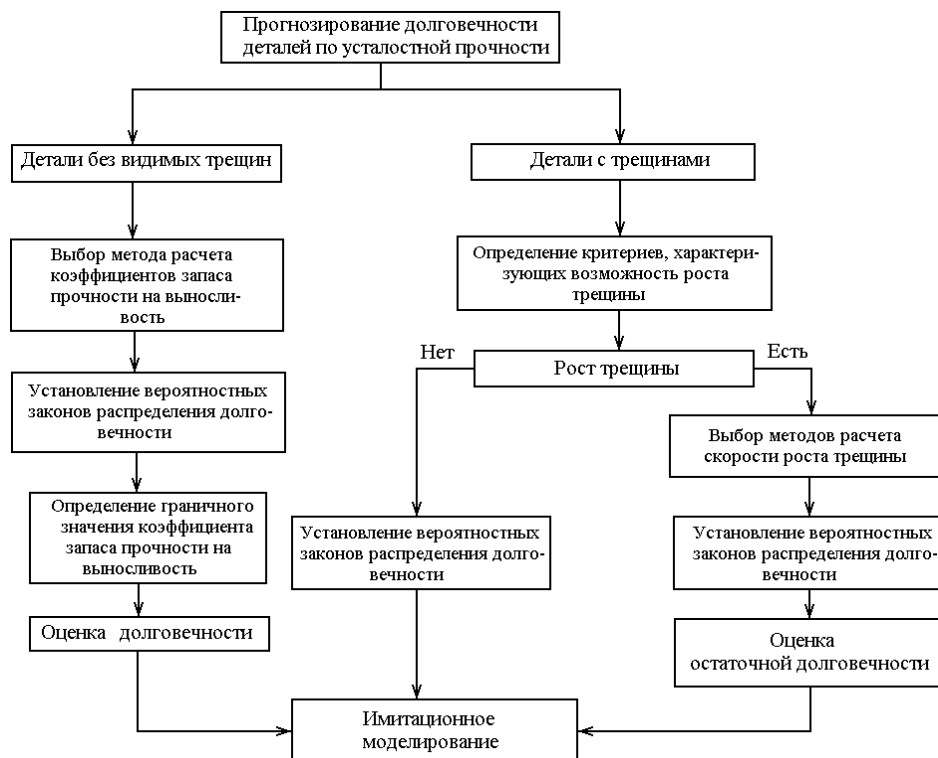 Прогнозирование долговечности
деталей по усталостной прочности
Детали без видимых трещин
Детали с трещинами
Выбор метода расчета
коэффициентов запаса
прочности на выносли-
вость
Определение критериев, характери-
зующих возможность роста
трещины
Нет
Есть
Рост трещины
Установление вероятностных
законов распределения долго-
вечности
Выбор методов расчета
скорости роста трещины
Определение граничного
значения коэффициента
запаса прочности на
выносливость
Установление вероятностных
законов распределения долго-
вечности
Установление вероятностных
законов распределения долго-
вечности
Оценка долговечности
Оценка
остаточной долговечности
Имитационное
моделирование